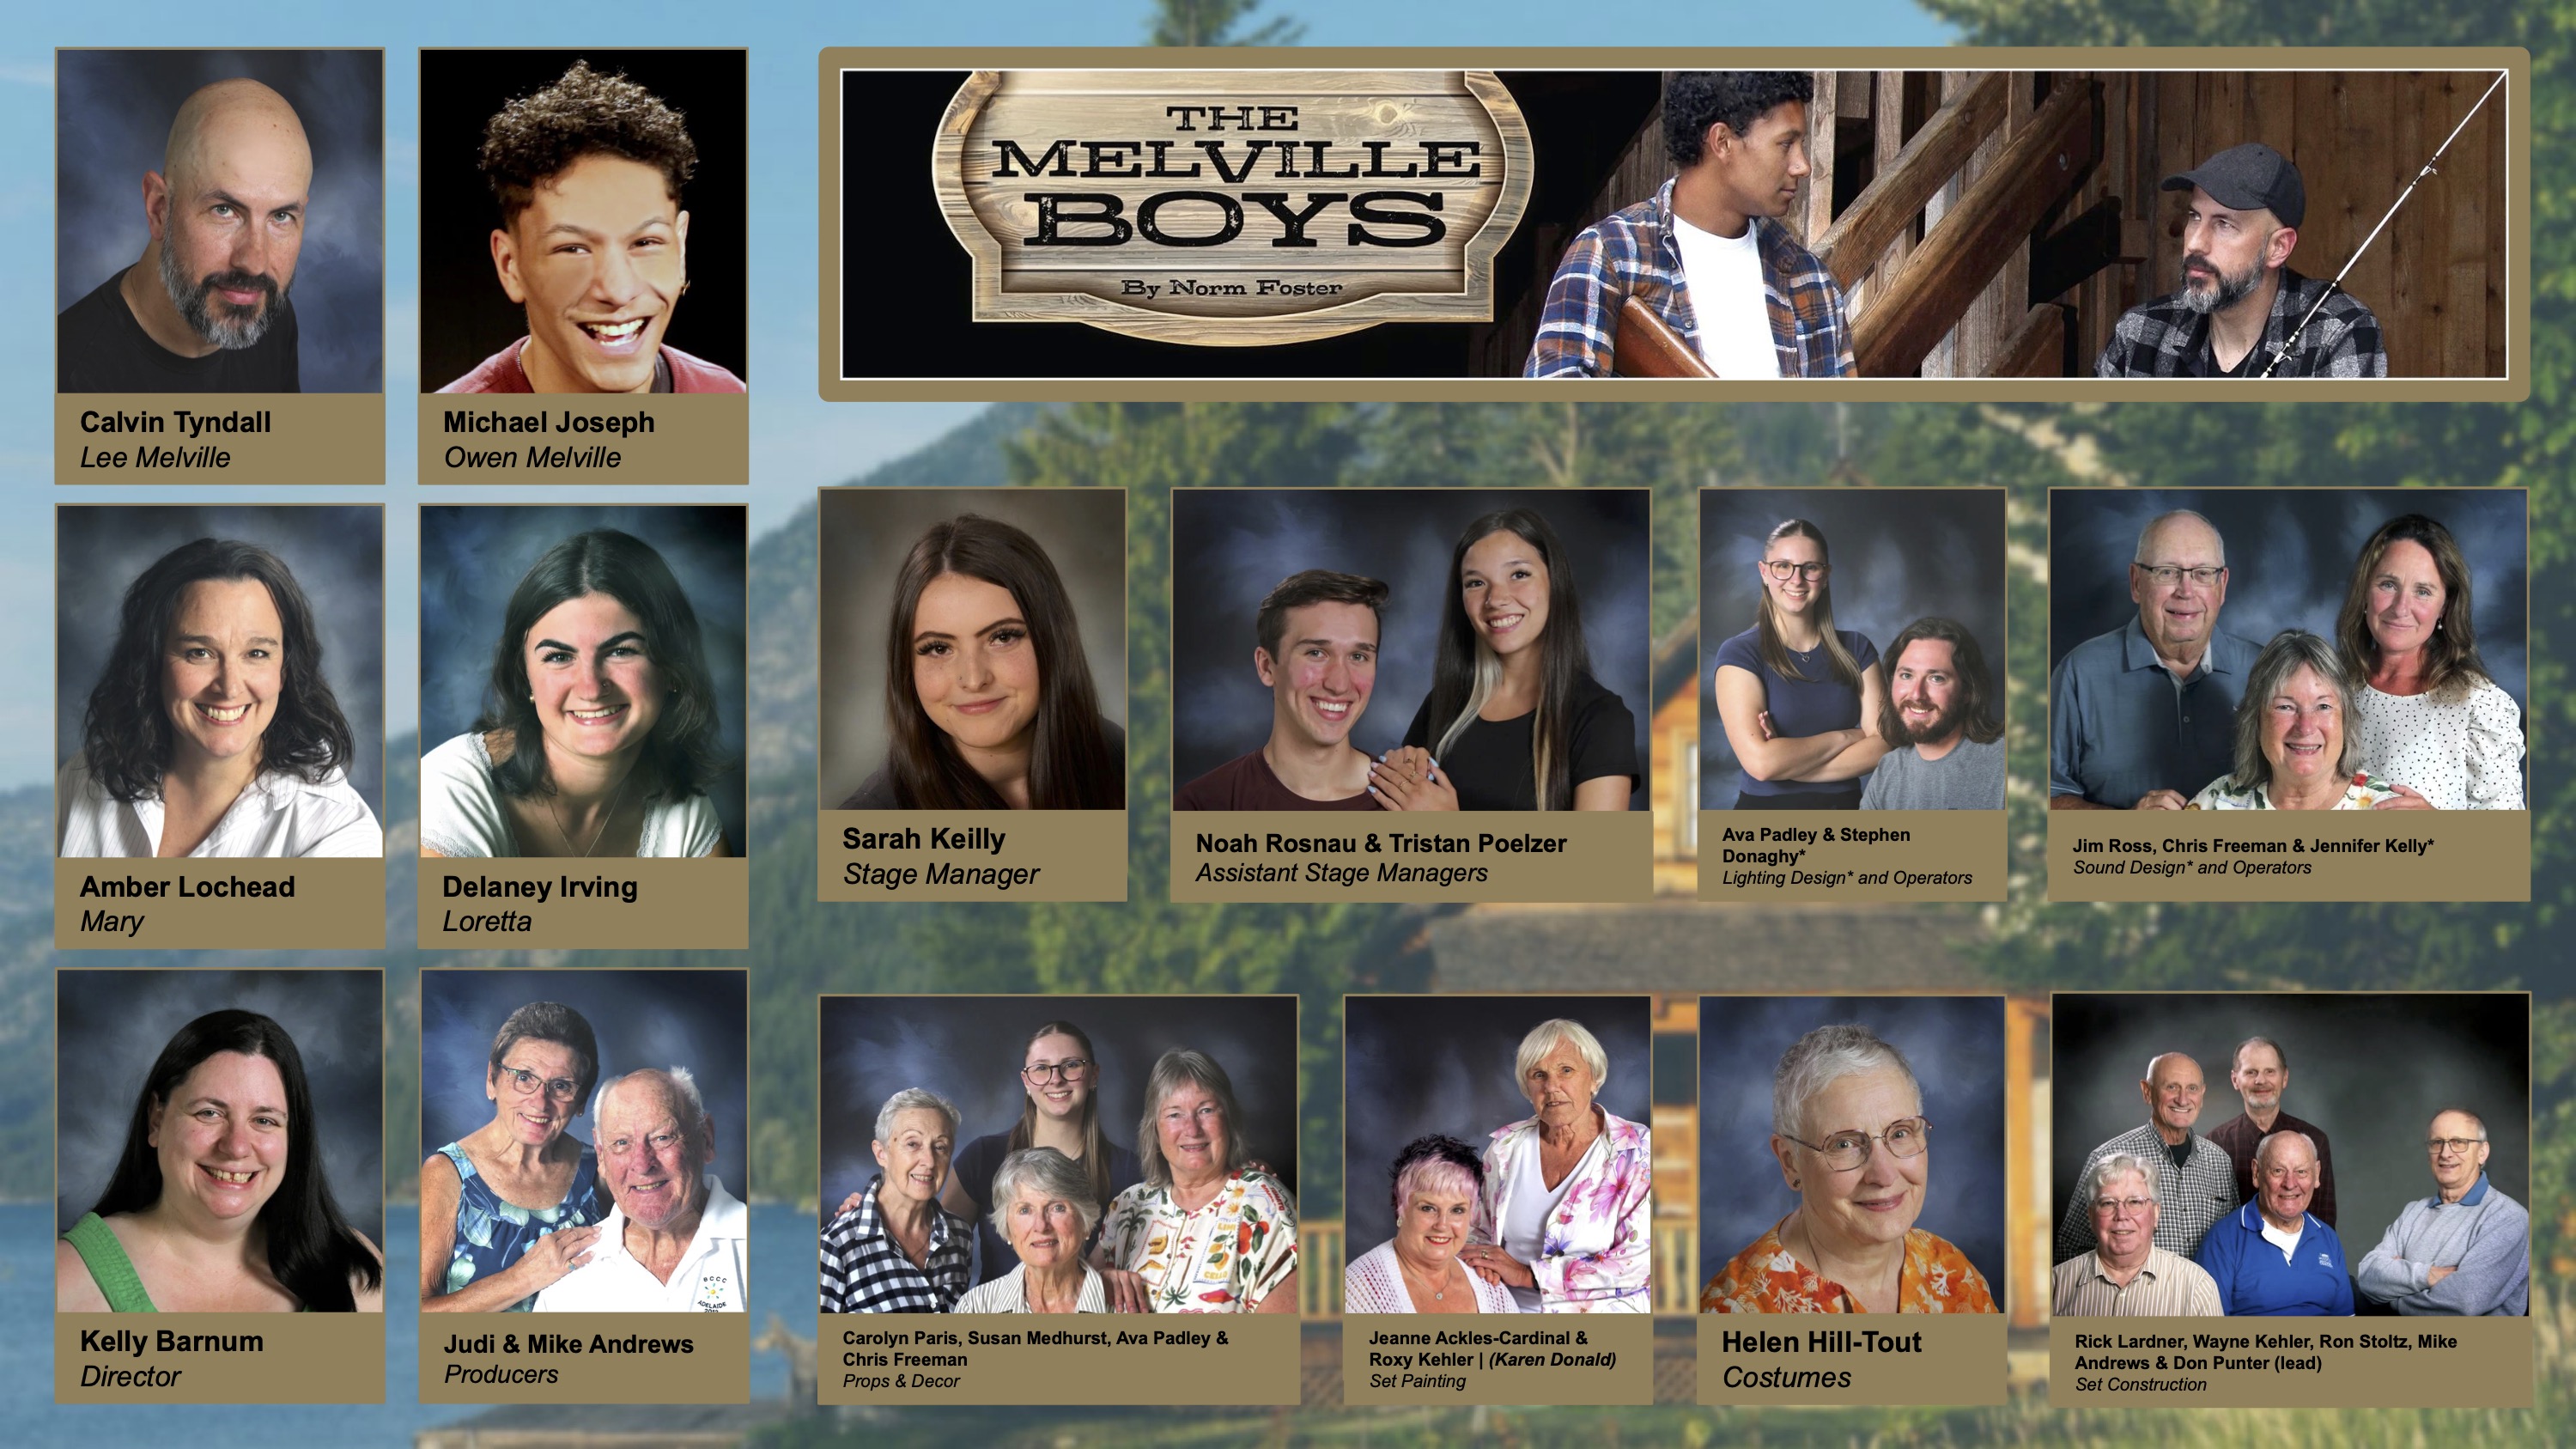 Calvin Tyndall
Lee Melville
Michael Joseph
Owen Melville
THE
MELVILLE
BOYS
By Norm Foster
Amber Lochead
Mary
Delaney Irving
Loretta
Sarah Keilly
Stage Manager
Noah Rosnau & Tristan Poelzer
Assistant Stage Managers
Ava Padley & Stephen
Donaghy*
Lighting Design* and Operators
Jim Ross, Chris Freeman & Jennifer Kelly*
Sound Design* and Operators
Kelly Barnum
Director
ADELAIDE
Judi & Mike Andrews
Producers
Carolyn Paris, Susan Medhurst, Ava Padley &
Chris Freeman
Props & Decor
Jeanne Ackles-Cardinal &
Roxy Kehler | (Karen Donald)
Set Painting
Helen Hill-Tout
Costumes
Rick Lardner, Wayne Kehler, Ron Stoltz, Mike
Andrews & Don Punter (lead)
Set Construction